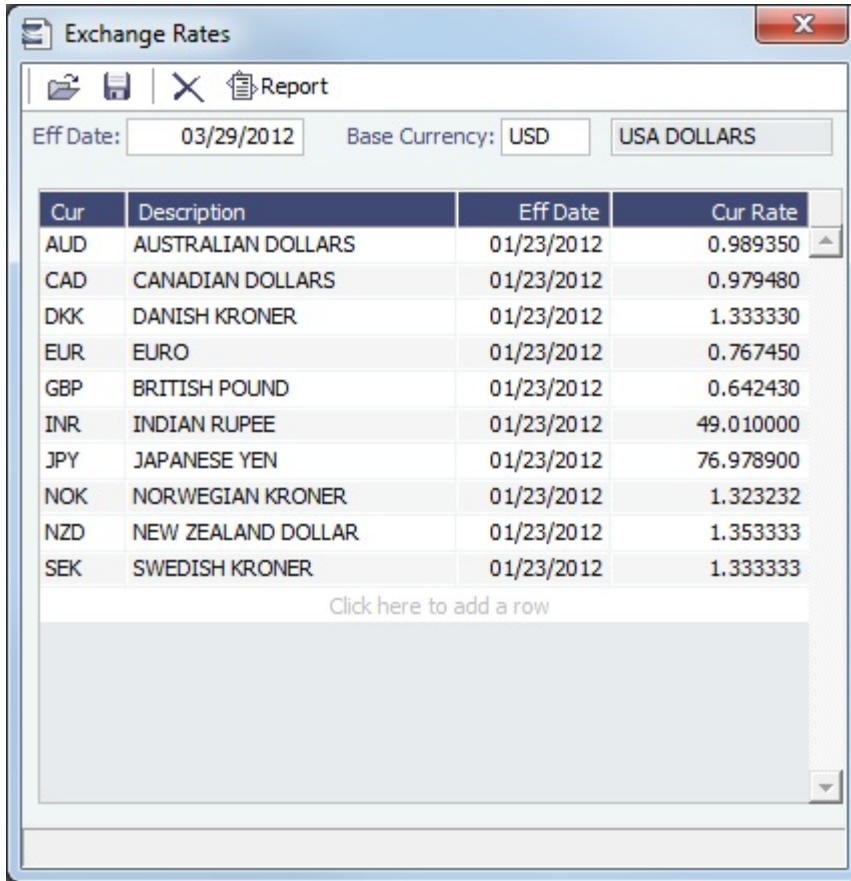 Exchange Rates
Report
Eff Date: 03/29/2012 Base Currency: USD USA DOLLARS
Cur Description Eff Date Cur Rate
AUD AUSTRALIAN DOLLARS 01/23/2012 0.989350
CAD CANADIAN DOLLARS 01/23/2012 0.979480
DKK DANISH KRONER 01/23/2012 1.333330
EUR EURO 01/23/2012 0.767450
GBP BRITISH POUND 01/23/2012 0.642430
INR INDIAN RUPEE 01/23/2012 49.010000
JPY JAPANESE YEN 01/23/2012 76.978900
NOK NORWEGIAN KRONER 01/23/2012 1.323232
NZD NEW ZEALAND DOLLAR 01/23/2012 1.353333
SEK SWEDISH KRONER 01/23/2012 1.333333
Click here to add a row